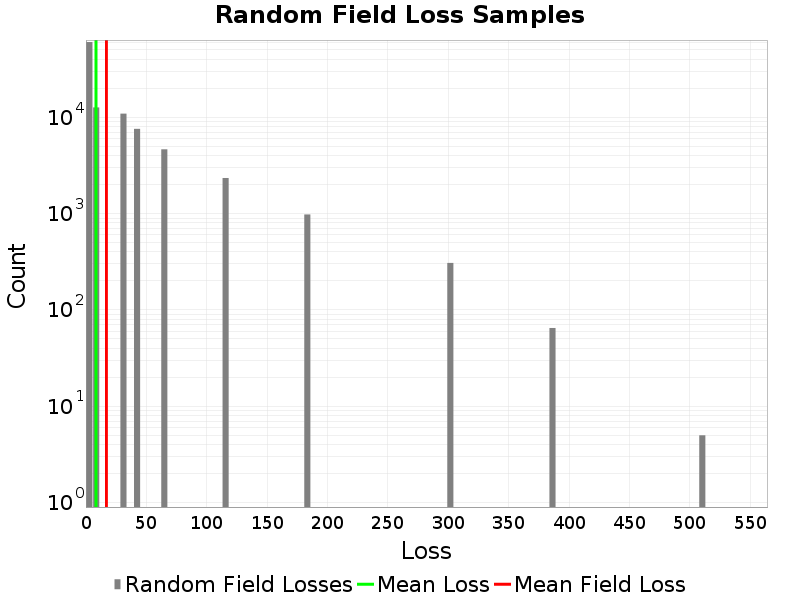 Random Field Loss Samples
Count
10^4
10^3
10^2
10^1
10^0
0 50 100 150 200 250 300 350 400 450 500 550
Loss
Random Field Losses Mean Loss Mean Field Loss